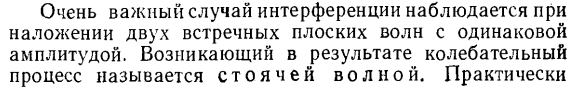 Очень важный случай интерференции наблюдается при
наложении двух встречных плоских волн с одинаковой
амплитудой. Возникающий в результате колебательный
процесс называется стоячей волной. Практически